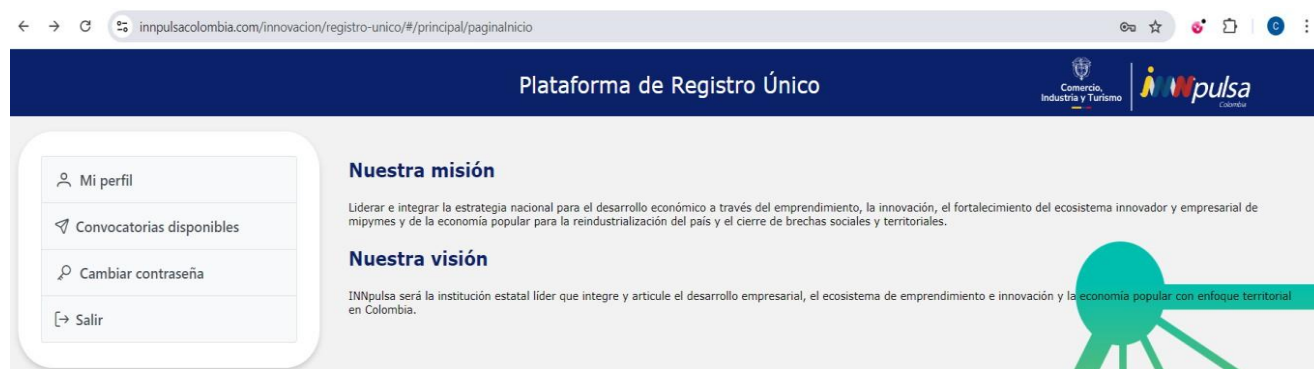 innpulsacolombia.com/innovacion/registro-unico/#/principal/paginaInicio
C
Plataforma de Registro Único
Comercio,
Industria y Turismo
iNNpulsa
Colombia
Mi perfil
Convocatorias disponibles
Cambiar contraseña
Salir
Nuestra misión
Liderar e integrar la estrategia nacional para el desarrollo económico a través del emprendimiento, la innovación, el fortalecimiento del ecosistema innovador y empresarial de
mipymes y de la economía popular para la reindustrialización del país y el cierre de brechas sociales y territoriales.
Nuestra visión
INNpulsa será la institución estatal líder que integre y articule el desarrollo empresarial, el ecosistema de emprendimiento e innovación y la economía popular con enfoque territorial
en Colombia.